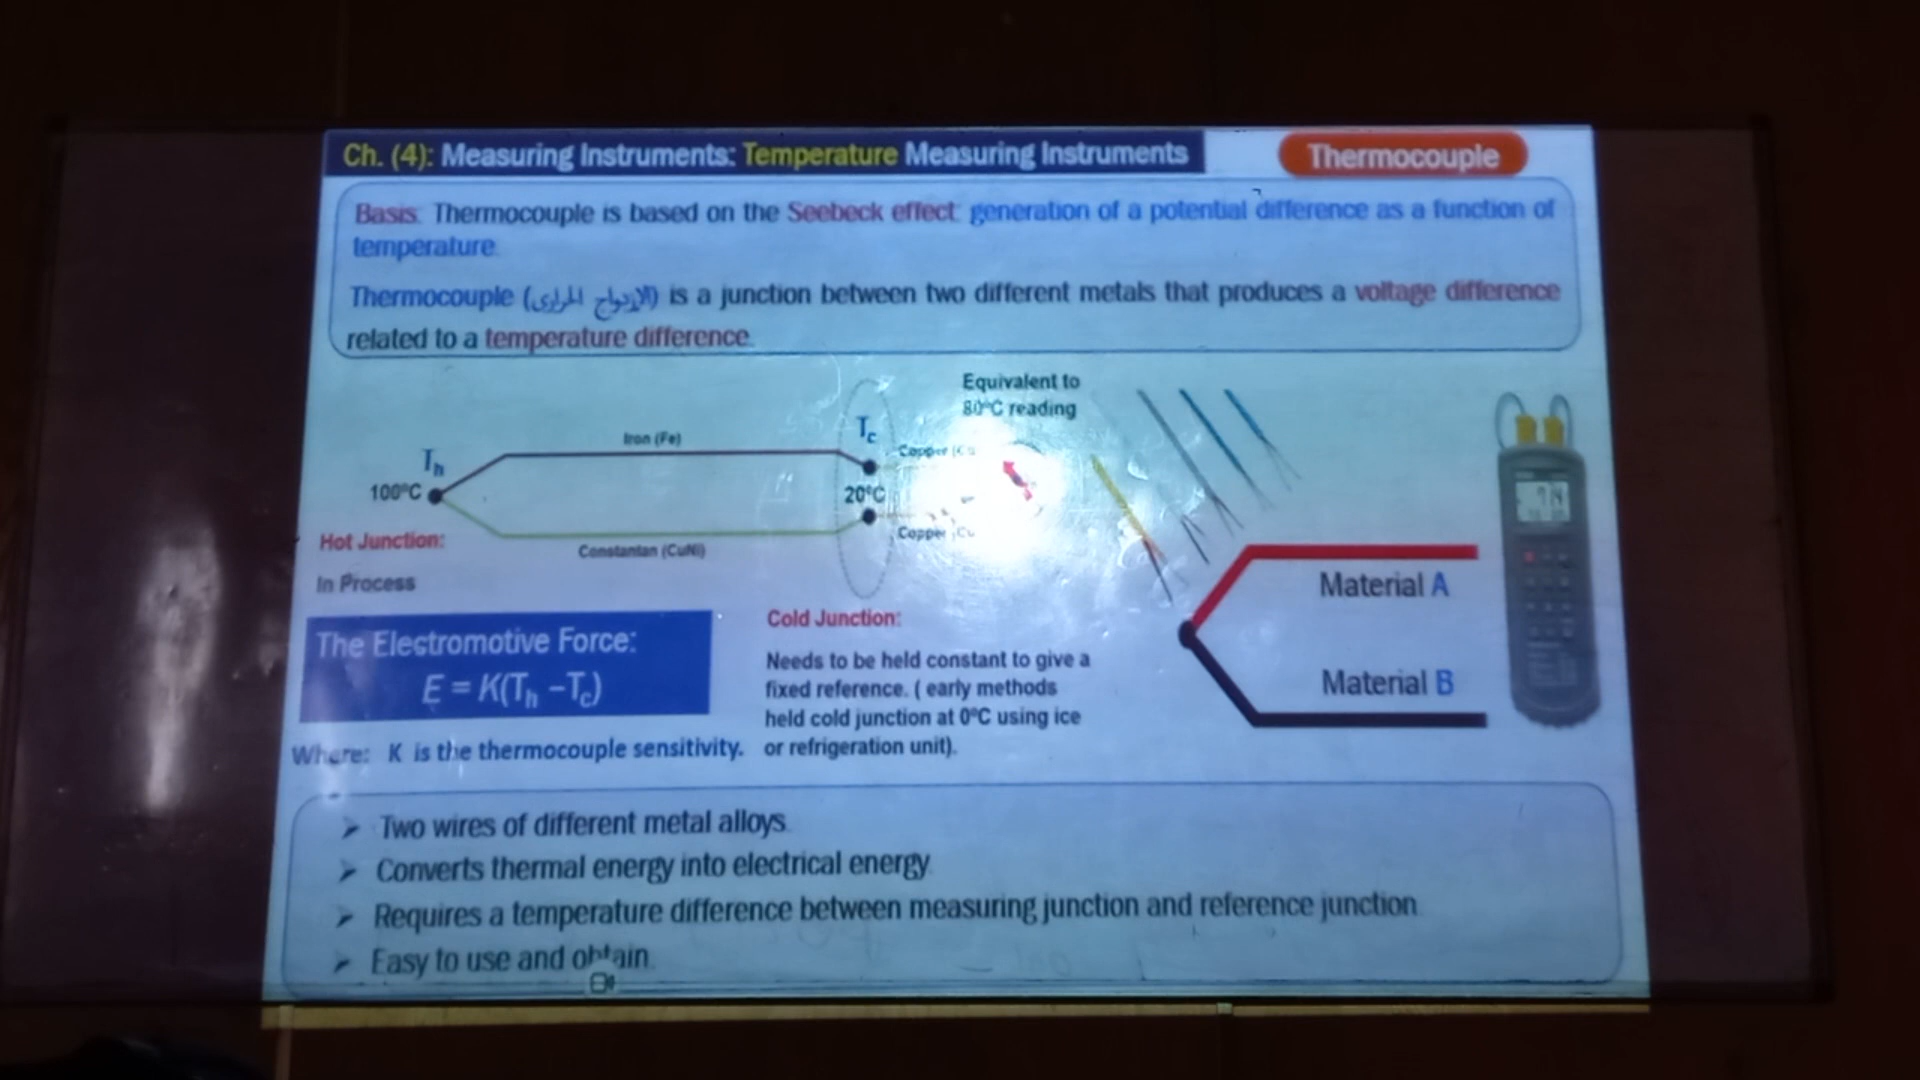 Ch. (4): Measuring Instruments: Temperature Measuring Instruments
Thermocouple
Basis: Thermocouple is based on the Seebeck effect: generation of a potential difference as a function of
temperature.
Thermocouple (الازدواج الحراري) is a junction between two different metals that produces a voltage difference
related to a temperature difference.
Equivalent to
80°C reading
Iron (Fe)
Tc
Copper (Cu
Th
100°C
20°C
Copper (Cu
Hot Junction:
Constantan (CuNi)
In Process
Material A
Cold Junction:
The Electromotive Force:
E = K(Th –Tc)
Needs to be held constant to give a
fixed reference. ( early methods
held cold junction at 0°C using ice
or refrigeration unit).
Material B
Where: K is the thermocouple sensitivity.
➢ Two wires of different metal alloys.
➢ Converts thermal energy into electrical energy.
➢ Requires a temperature difference between measuring junction and reference junction.
➢ Easy to use and obtain.